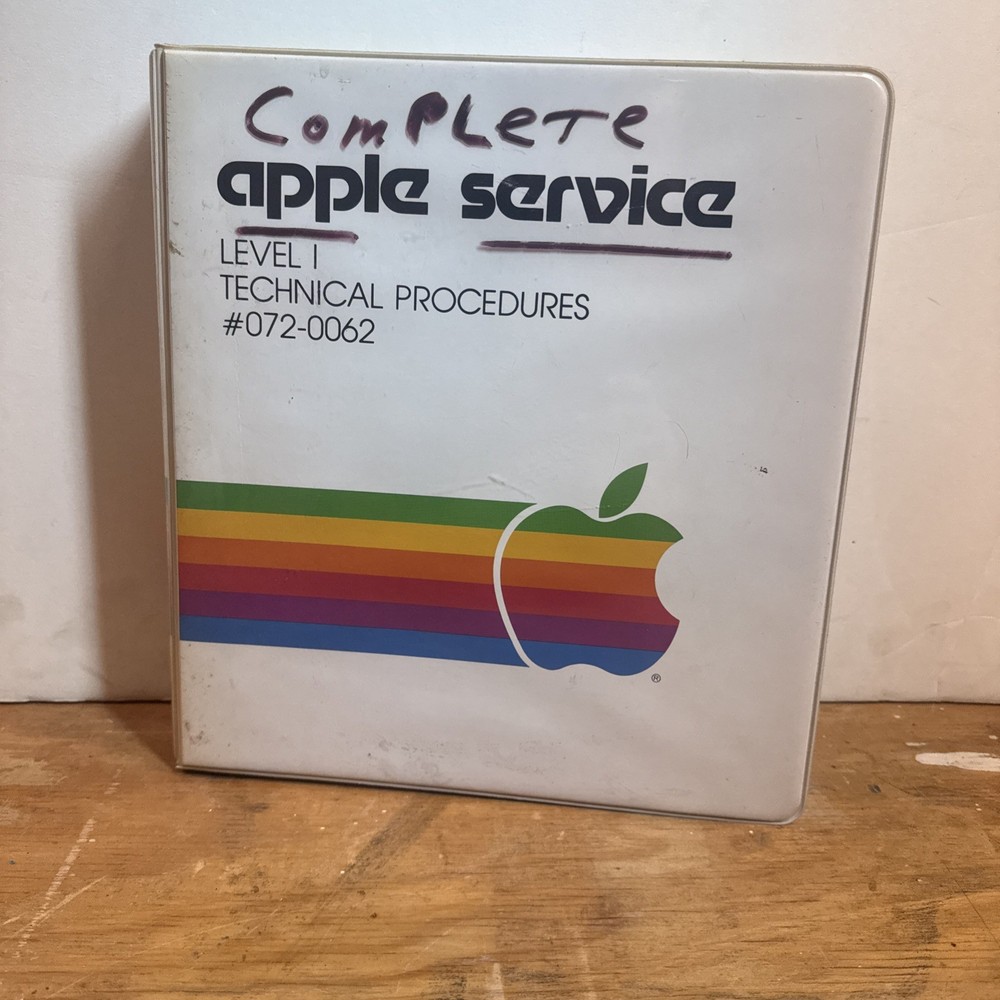 ComPLeTe
apple service
LEVEL I
TECHNICAL PROCEDURES
#072-0062
®